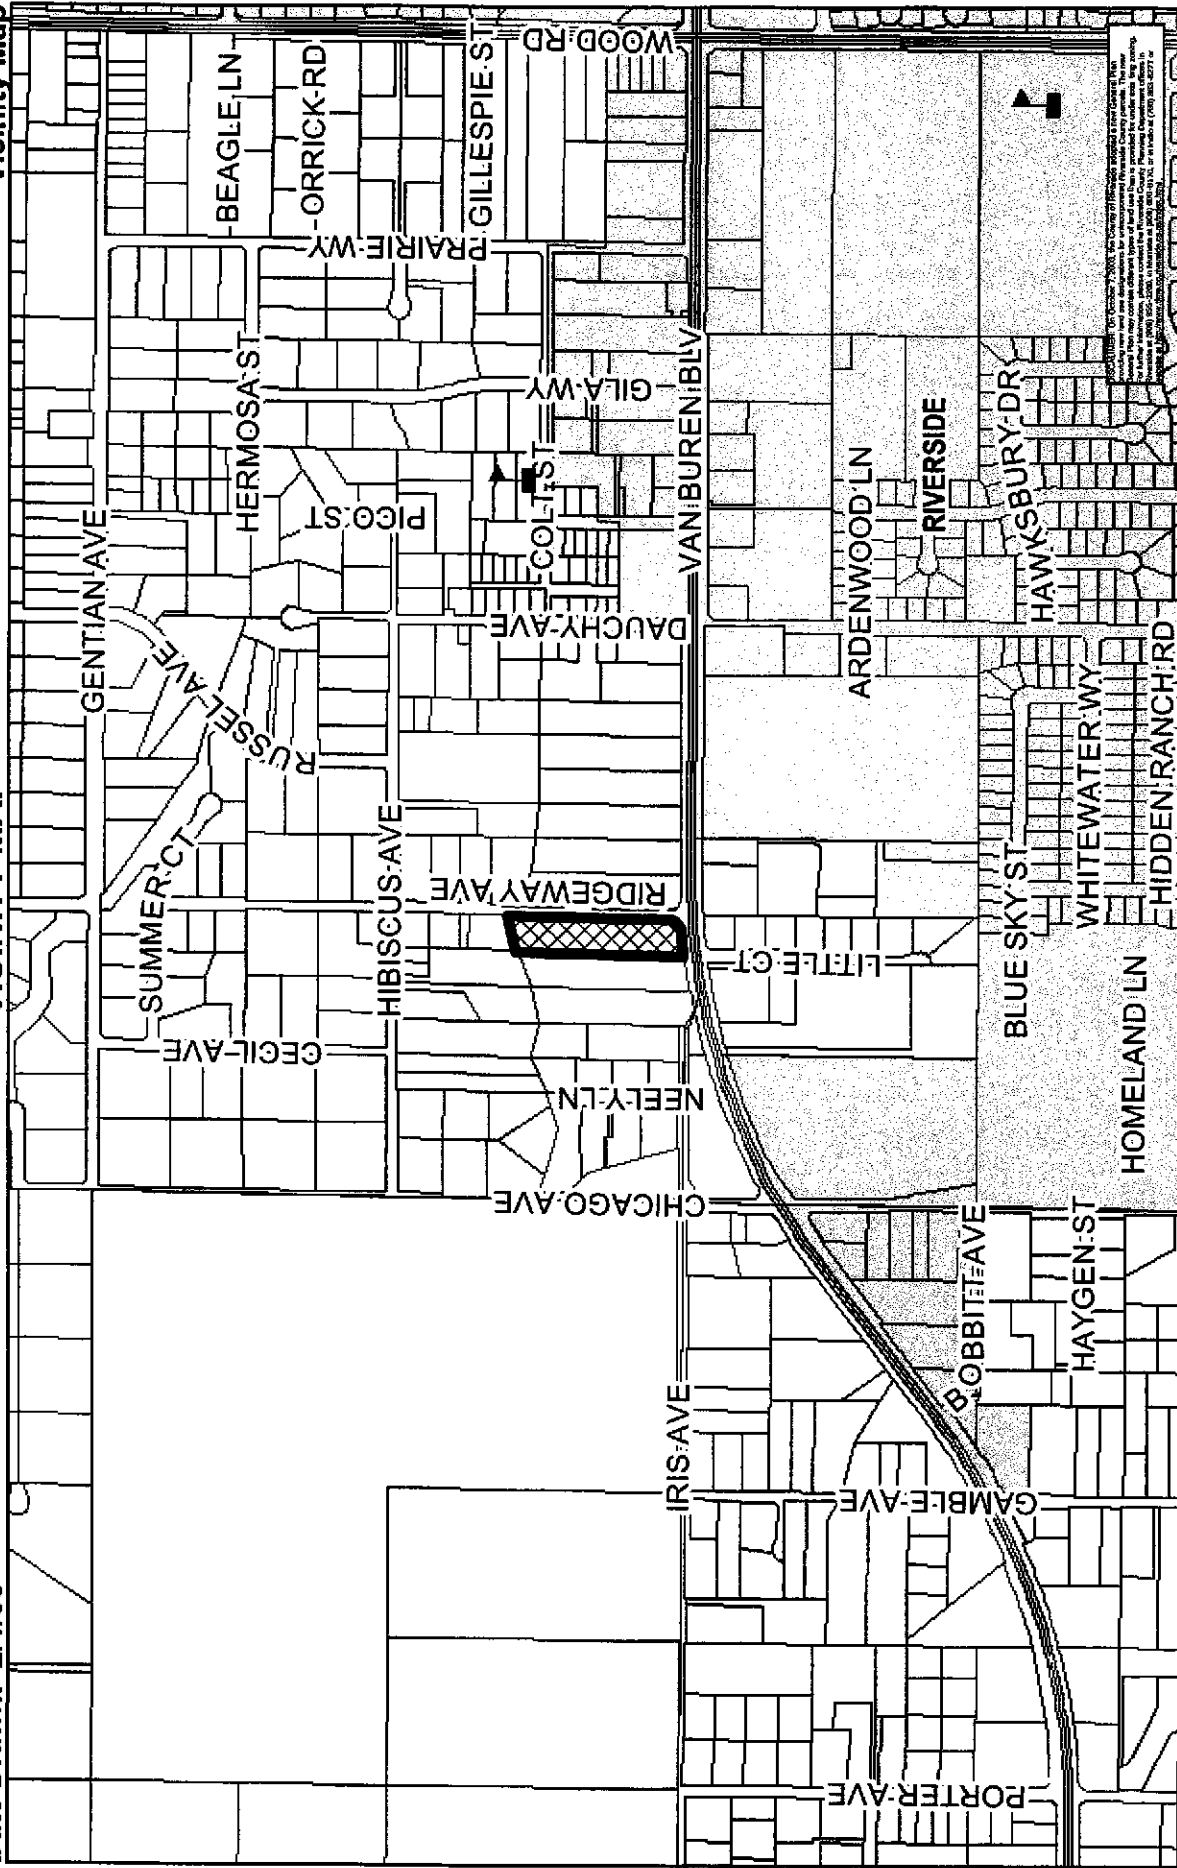 Vicinity Map
WOOD RD
BEAGLE LN
ORRICK RD
GILLESPIE ST
PRAIRIE WY
HERMOSA ST
GILA WY
VAN BUREN BLV
GENTIAN AVE
PICO ST
COLT ST
ARDENWOOD LN
RIVERSIDE
HAWKSBURY DR
RUSSEL AVE
DAUCHY AVE
SUMMER CT
HIBISCUS AVE
RIDGEWAY AVE
BLUE SKY ST
WHITEWATER WY
HIDDEN RANCH RD
CECIL AVE
LITTLE CT
NEELY LN
HOMELAND LN
CHICAGO AVE
BOBBITT AVE
HAYGEN ST
IRIS AVE
GAMBLE AVE
PORTER AVE